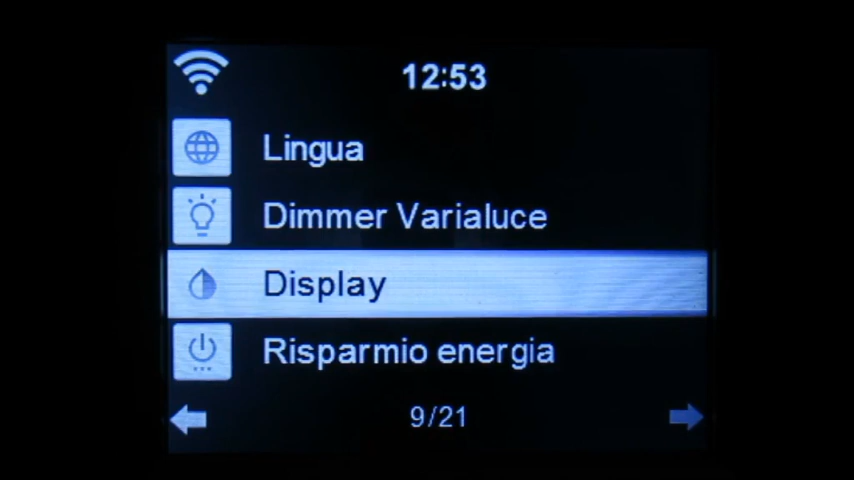 12:53
Lingua
Dimmer Varialuce
Display
Risparmio energia
9/21